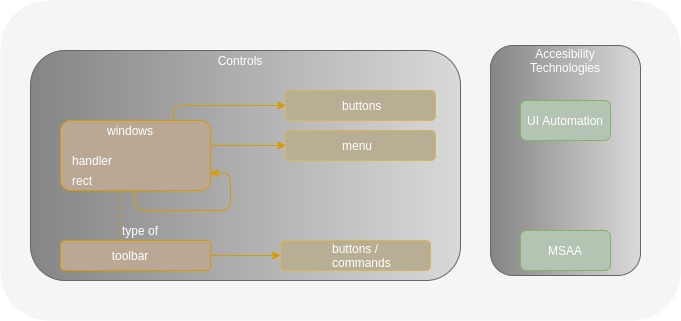 Controls
windows
handler
rect
buttons
menu
type of
toolbar
buttons /
commands
Accesibility
Technologies
UI Automation
MSAA